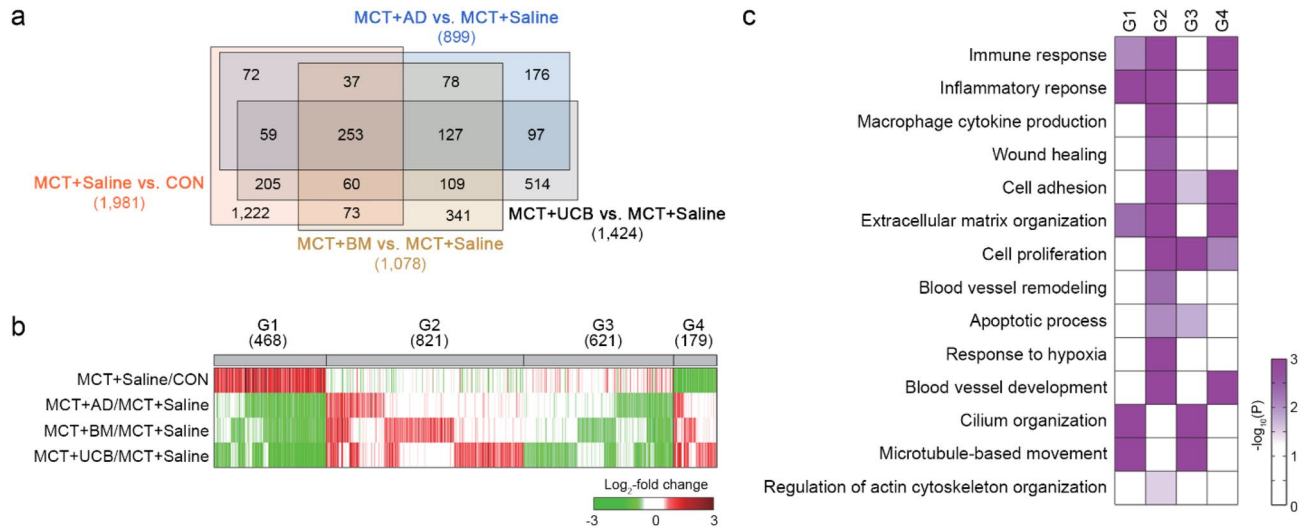 a
MCT+AD vs. MCT+Saline
(899)
72
37
78
176
59
253
127
97
MCT+Saline vs. CON
(1,981)
205
60
109
514
1,222
73
341
MCT+UCB vs. MCT+Saline
(1,424)
MCT+BM vs. MCT+Saline
(1,078)
b
G1
(468)
G2
(821)
G3
(621)
G4
(179)
MCT+Saline/CON
MCT+AD/MCT+Saline
MCT+BM/MCT+Saline
MCT+UCB/MCT+Saline
Log2-fold change
-3
0
3
c
G1
G2
G3
G4
Immune response
Inflammatory reponse
Macrophage cytokine production
Wound healing
Cell adhesion
Extracellular matrix organization
Cell proliferation
Blood vessel remodeling
Apoptotic process
Response to hypoxia
Blood vessel development
Cilium organization
Microtubule-based movement
Regulation of actin cytoskeleton organization
-log10(P)
3
2
1
0